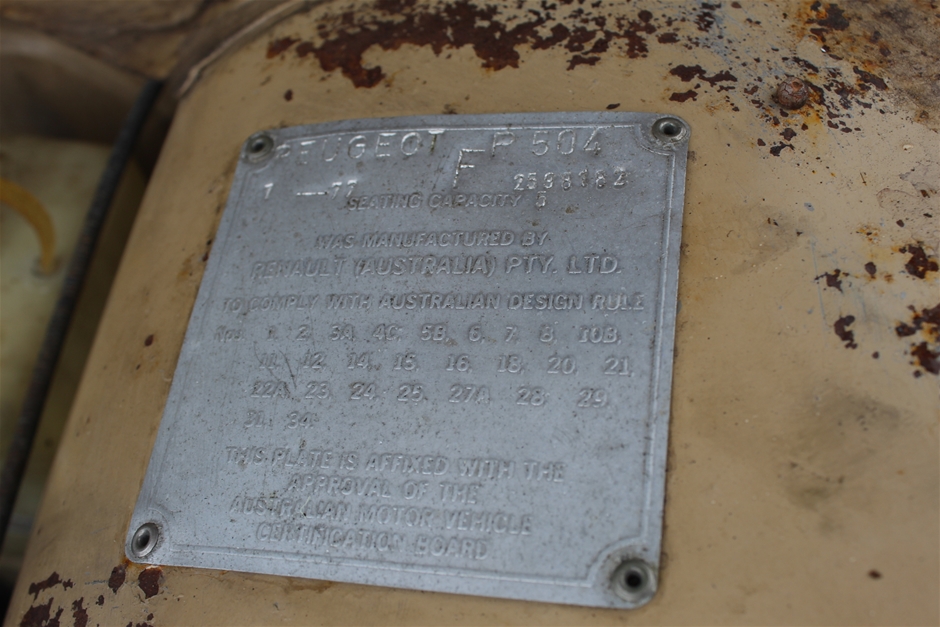 PEUGEOT F P 504
7 — 77 2538182
SEATING CAPACITY 5
WAS MANUFACTURED BY
RENAULT (AUSTRALIA) PTY. LTD.
TO COMPLY WITH AUSTRALIAN DESIGN RULE
Nos 1, 2, 3A, 4C, 5B, 6, 7, 8, 10B,
11, 12, 14, 15, 16, 18, 20, 21,
22A, 23, 24, 25, 27A, 28, 29
31, 34
THIS PLATE IS AFFIXED WITH THE
APPROVAL OF THE
AUSTRALIAN MOTOR VEHICLE
CERTIFICATION BOARD